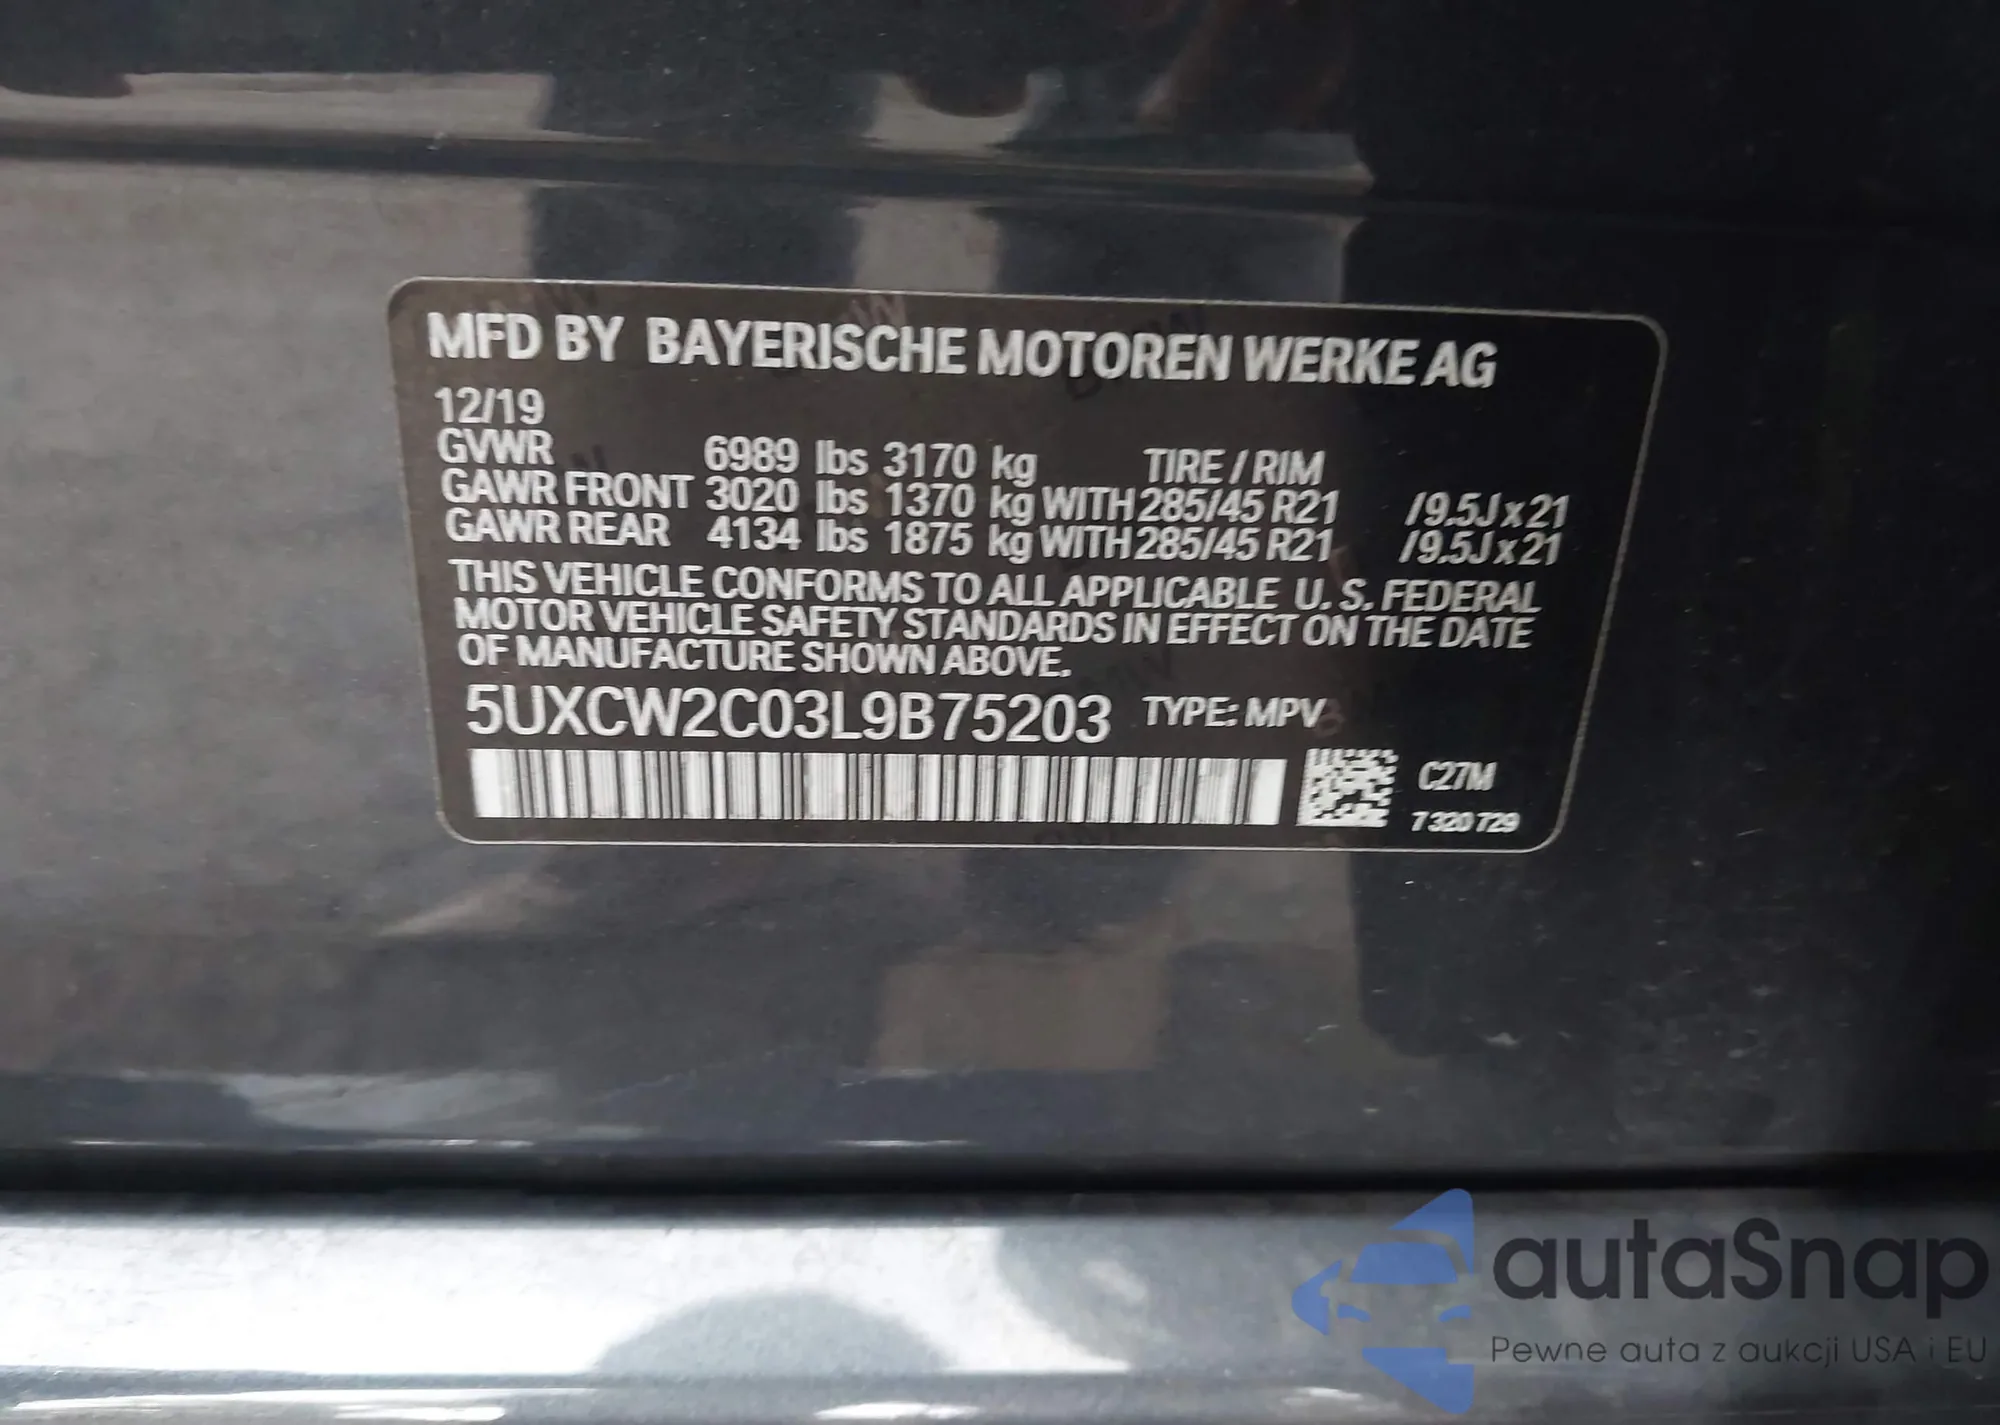 MFD BY BAYERISCHE MOTOREN WERKE AG
12/19
GVWR 6989 lbs 3170 kg TIRE / RIM
GAWR FRONT 3020 lbs 1370 kg WITH 285/45 R21 /9.5J x 21
GAWR REAR 4134 lbs 1875 kg WITH 285/45 R21 /9.5J x 21
THIS VEHICLE CONFORMS TO ALL APPLICABLE U. S. FEDERAL
MOTOR VEHICLE SAFETY STANDARDS IN EFFECT ON THE DATE
OF MANUFACTURE SHOWN ABOVE.
5UXCW2C03L9B75203 TYPE: MPV
C27M
7 320 729
autaSnap
Pewne auta z aukcji USA i EU